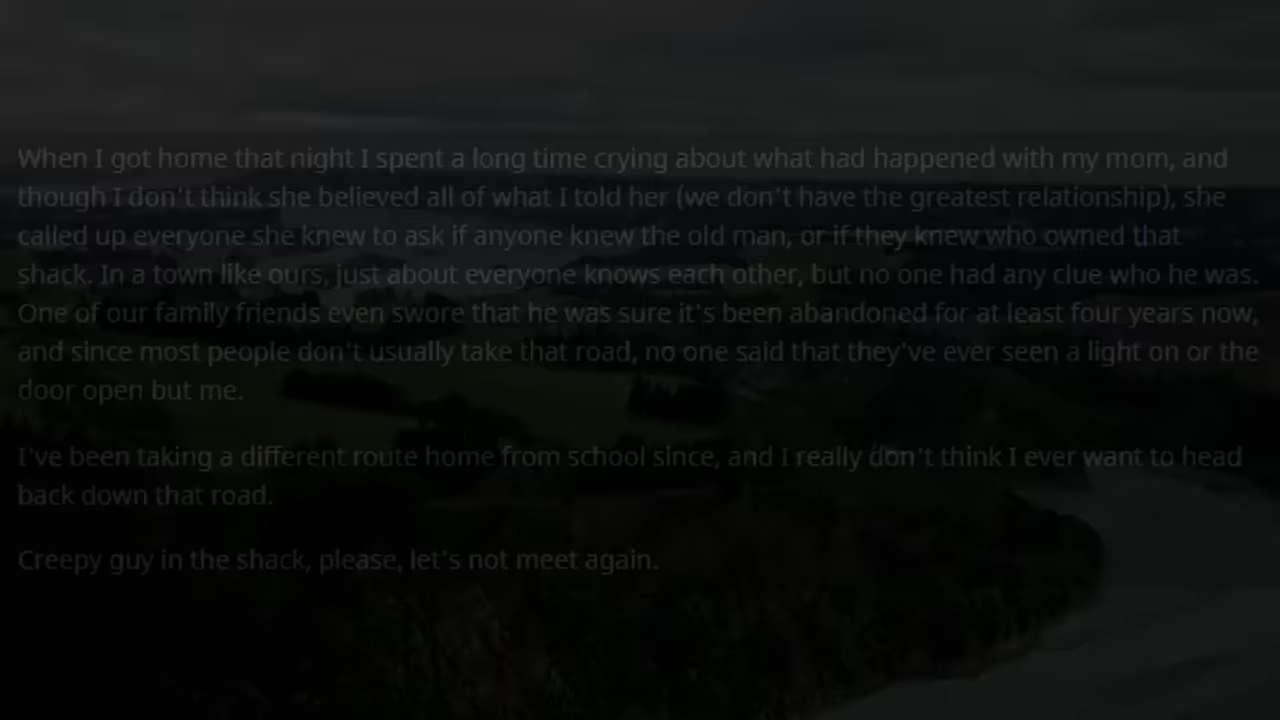 When I got home that night I spent a long time crying about what had happened with my mom, and
though I don't think she believed all of what I told her (we don't have the greatest relationship), she
called up everyone she knew to ask if anyone knew the old man, or if they knew who owned that
shack. In a town like ours, just about everyone knows each other, but no one had any clue who he was.
One of our family friends even swore that he was sure it's been abandoned for at least four years now,
and since most people don't usually take that road, no one said that they've ever seen a light on or the
door open but me.
I've been taking a different route home from school since, and I really don't think I ever want to head
back down that road.
Creepy guy in the shack, please, let's not meet again.